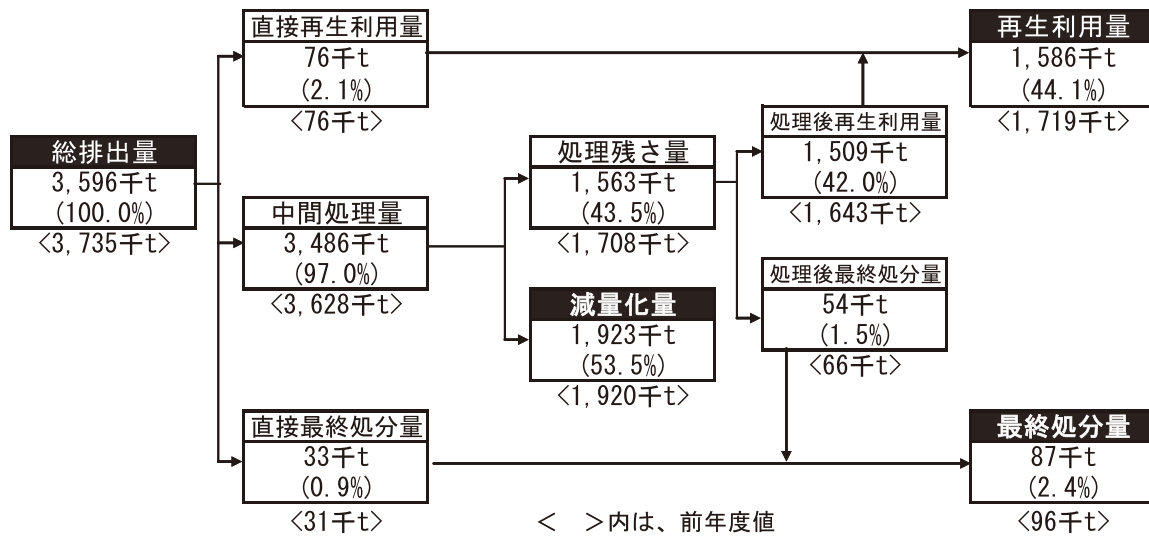 直接再生利用量
76千t
(2.1%)
<76千t>
再生利用量
1,586千t
(44.1%)
<1,719千t>
総排出量
3,596千t
(100.0%)
<3,735千t>
処理残さ量
1,563千t
(43.5%)
<1,708千t>
処理後再生利用量
1,509千t
(42.0%)
<1,643千t>
中間処理量
3,486千t
(97.0%)
<3,628千t>
減量化量
1,923千t
(53.5%)
<1,920千t>
処理後最終処分量
54千t
(1.5%)
<66千t>
直接最終処分量
33千t
(0.9%)
<31千t>
最終処分量
87千t
(2.4%)
<96千t>
<　>内は、前年度値